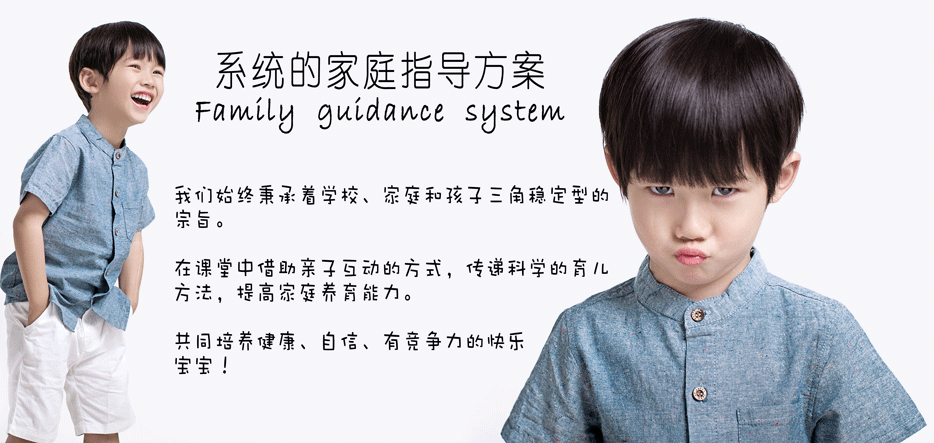 系统的家庭指导方案
Family guidance system
我们始终秉承着学校、家庭和孩子三角稳定型的
宗旨。
在课堂中借助亲子互动的方式，传递科学的育儿
方法，提高家庭养育能力。
共同培养健康、自信、有竞争力的快乐
宝宝！